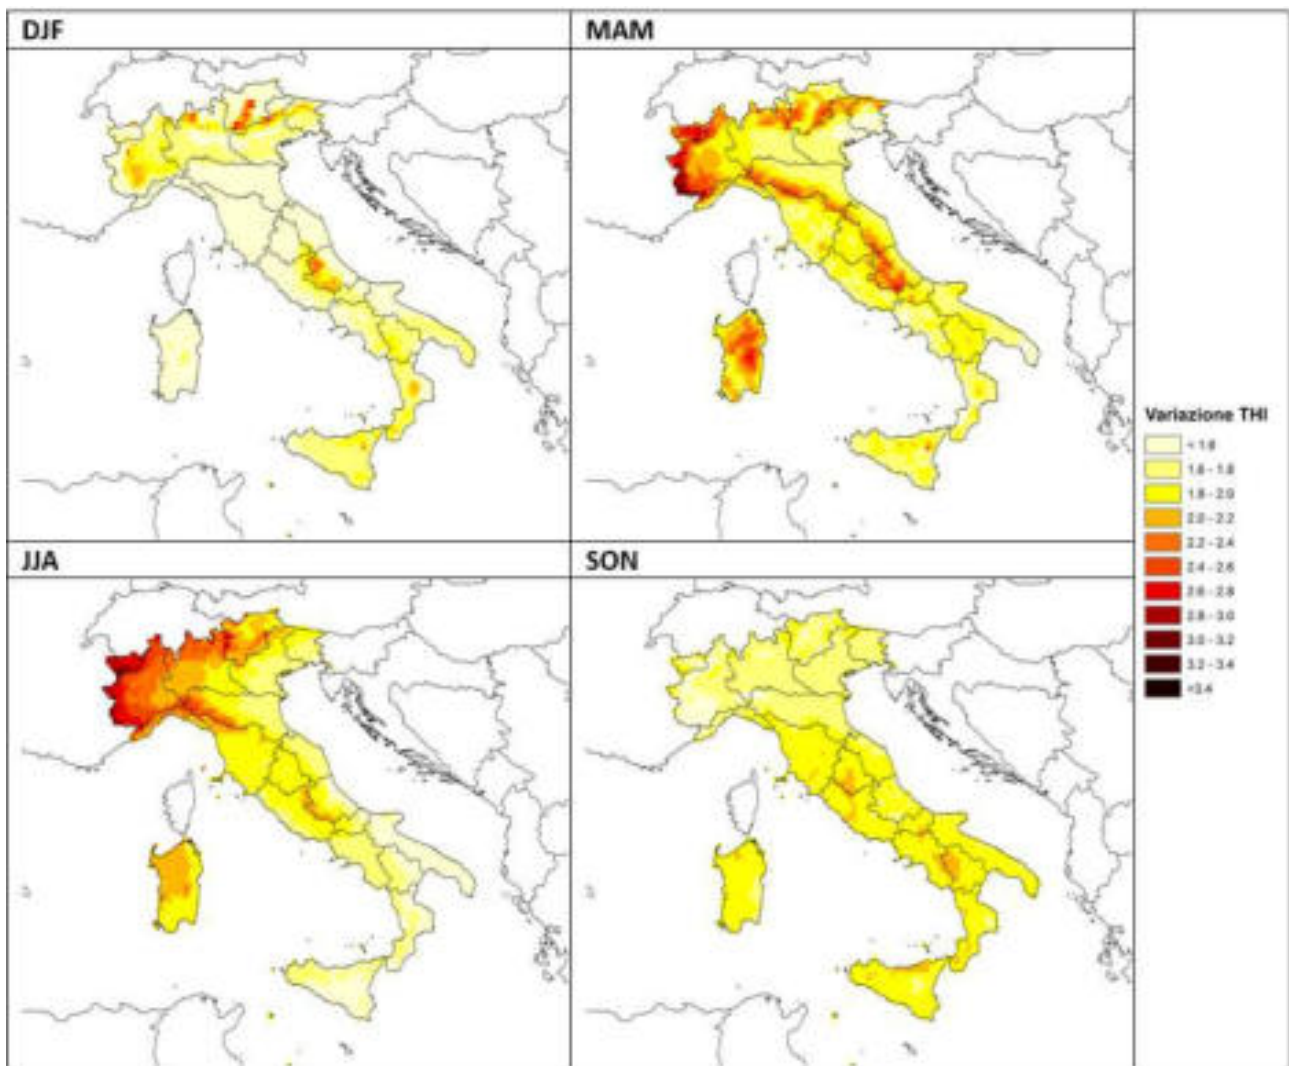 DJF
MAM
JJA
SON
Variazione THI
< 1.6
1.6 - 1.8
1.8 - 2.0
2.0 - 2.2
2.2 - 2.4
2.4 - 2.6
2.6 - 2.8
2.8 - 3.0
3.0 - 3.2
3.2 - 3.4
>3.4